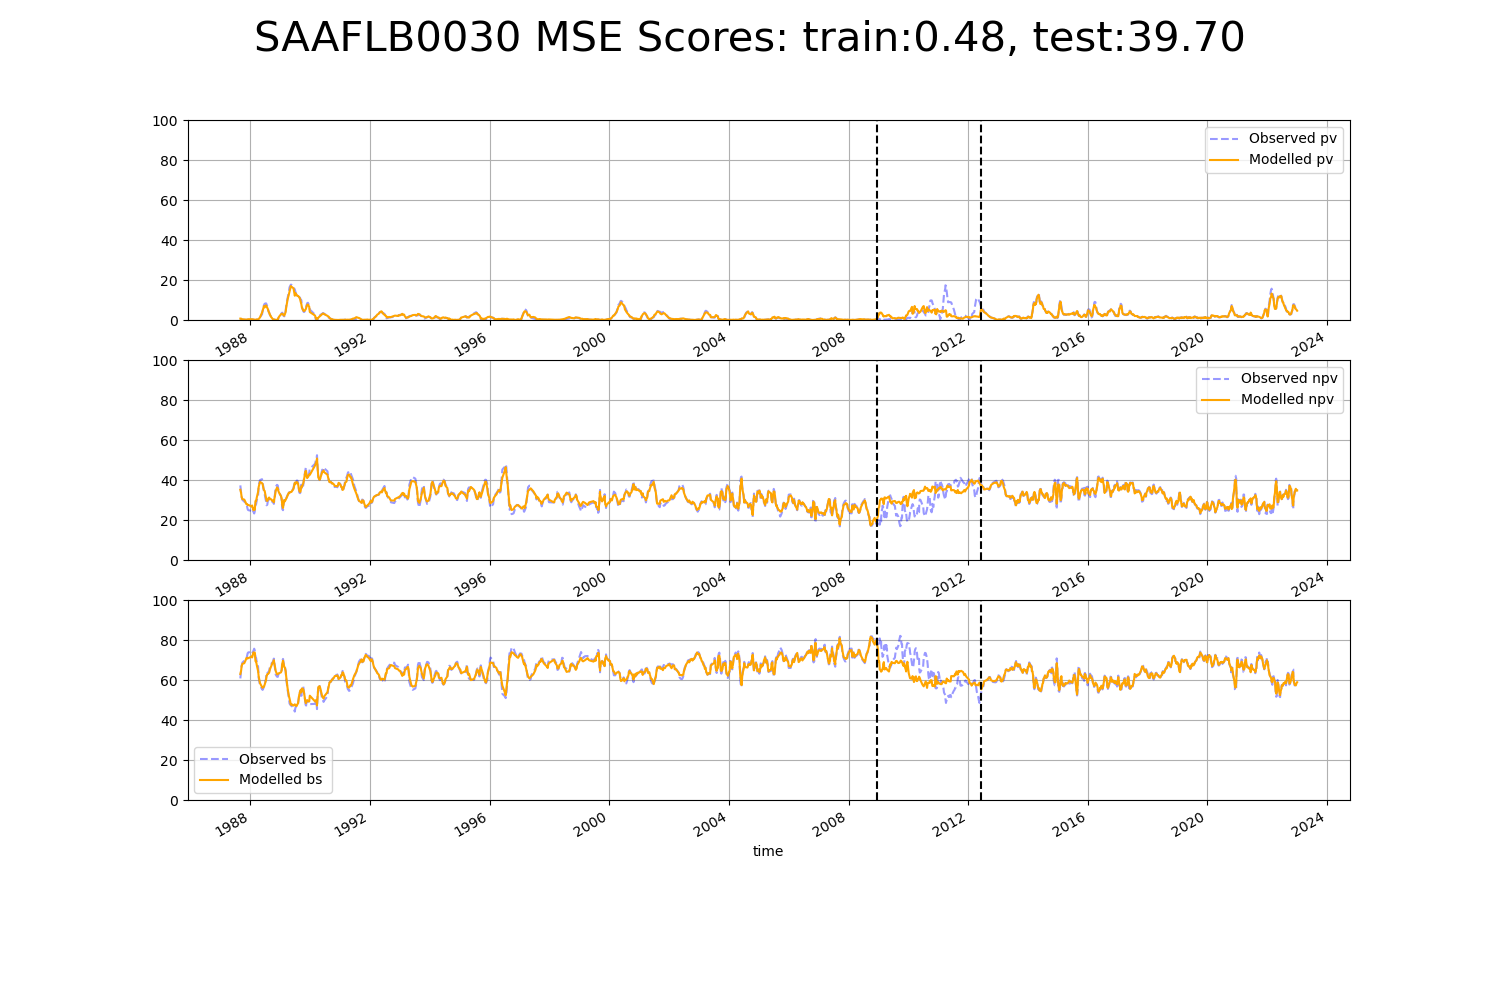 SAAFLB0030 MSE Scores: train:0.48, test:39.70
100
80
60
40
20
0
Observed pv
Modelled pv
1988 1992 1996 2000 2004 2008 2012 2016 2020 2024
100
80
60
40
20
0
Observed npv
Modelled npv
1988 1992 1996 2000 2004 2008 2012 2016 2020 2024
100
80
60
40
20
0
Observed bs
Modelled bs
1988 1992 1996 2000 2004 2008 2012 2016 2020 2024
time